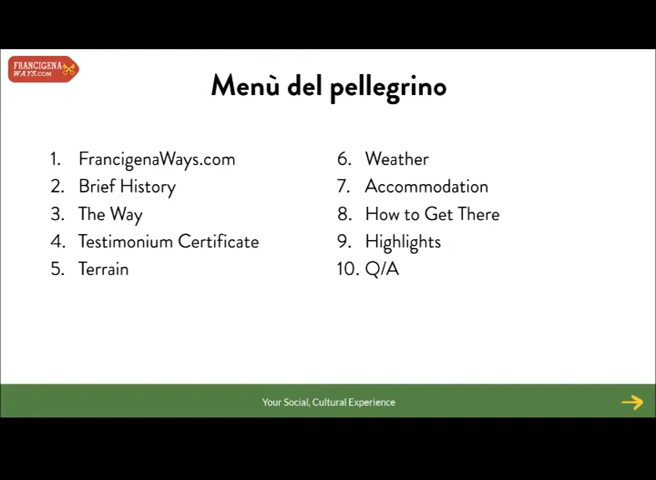 FRANCIGENA
WAYS.COM
Menù del pellegrino
1. FrancigenaWays.com
2. Brief History
3. The Way
4. Testimonium Certificate
5. Terrain
6. Weather
7. Accommodation
8. How to Get There
9. Highlights
10. Q/A
Your Social, Cultural Experience